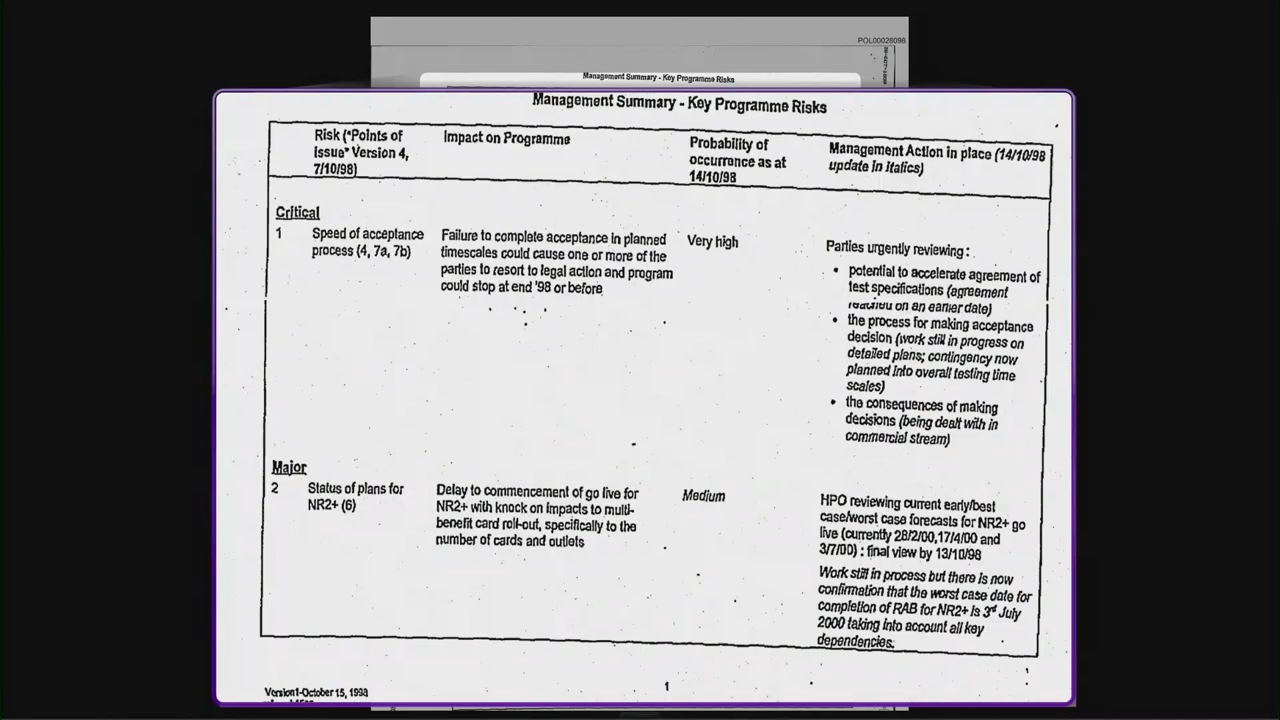 POL00028098
Management Summary - Key Programme Risks
Management Summary - Key Programme Risks
Risk ("Points of
issue" Version 4,
7/10/98)
Impact on Programme
Probability of
occurrence as at
14/10/98
Management Action in place (14/10/98
update in italics)
Critical
1
Speed of acceptance
process (4, 7a, 7b)
Failure to complete acceptance in planned
timescales could cause one or more of the
parties to resort to legal action and program
could stop at end '98 or before
Very high
Parties urgently reviewing :
• potential to accelerate agreement of
test specifications (agreement
reached on an earlier date)
• the process for making acceptance
decision (work still in progress on
detailed plans; contingency now
planned into overall testing time
scales)
• the consequences of making
decisions (being dealt with in
commercial stream)
Major
2
Status of plans for
NR2+ (6)
Delay to commencement of go live for
NR2+ with knock on impacts to multi-
benefit card roll-out, specifically to the
number of cards and outlets
Medium
HPO reviewing current early/best
case/worst case forecasts for NR2+ go
live (currently 28/2/00,17/4/00 and
3/7/00) : final view by 13/10/98
Work still in process but there is now
confirmation that the worst case date for
completion of RAB for NR2+ is 3rd July
2000 taking into account all key
dependencies.
Version1-October 15, 1998
1